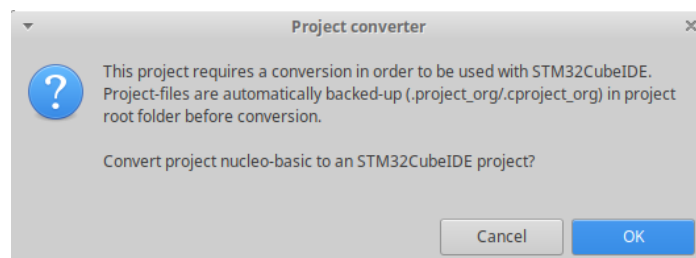 Project converter
This project requires a conversion in order to be used with STM32CubeIDE.
Project-files are automatically backed-up (.project_org/.cproject_org) in project
root folder before conversion.
Convert project nucleo-basic to an STM32CubeIDE project?
Cancel
OK